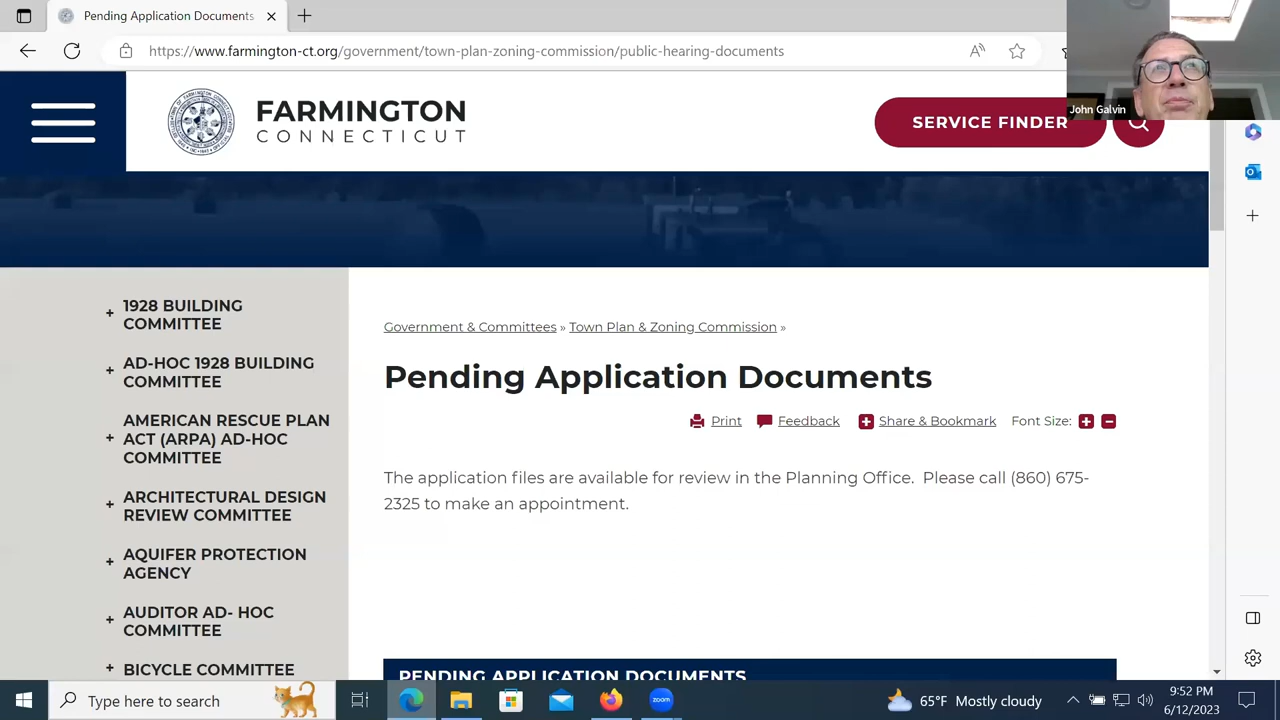 Pending Application Documents
https://www.farmington-ct.org/government/town-plan-zoning-commission/public-hearing-documents
John Galvin
FARMINGTON
CONNECTICUT
SERVICE FINDER
1928 BUILDING
COMMITTEE
AD-HOC 1928 BUILDING
COMMITTEE
AMERICAN RESCUE PLAN
ACT (ARPA) AD-HOC
COMMITTEE
ARCHITECTURAL DESIGN
REVIEW COMMITTEE
AQUIFER PROTECTION
AGENCY
AUDITOR AD- HOC
COMMITTEE
BICYCLE COMMITTEE
Government & Committees » Town Plan & Zoning Commission »
Pending Application Documents
Print Feedback Share & Bookmark Font Size:
The application files are available for review in the Planning Office. Please call (860) 675-
2325 to make an appointment.
PENDING APPLICATION DOCUMENTS
Type here to search
zoom
65°F Mostly cloudy
9:52 PM
6/12/2023